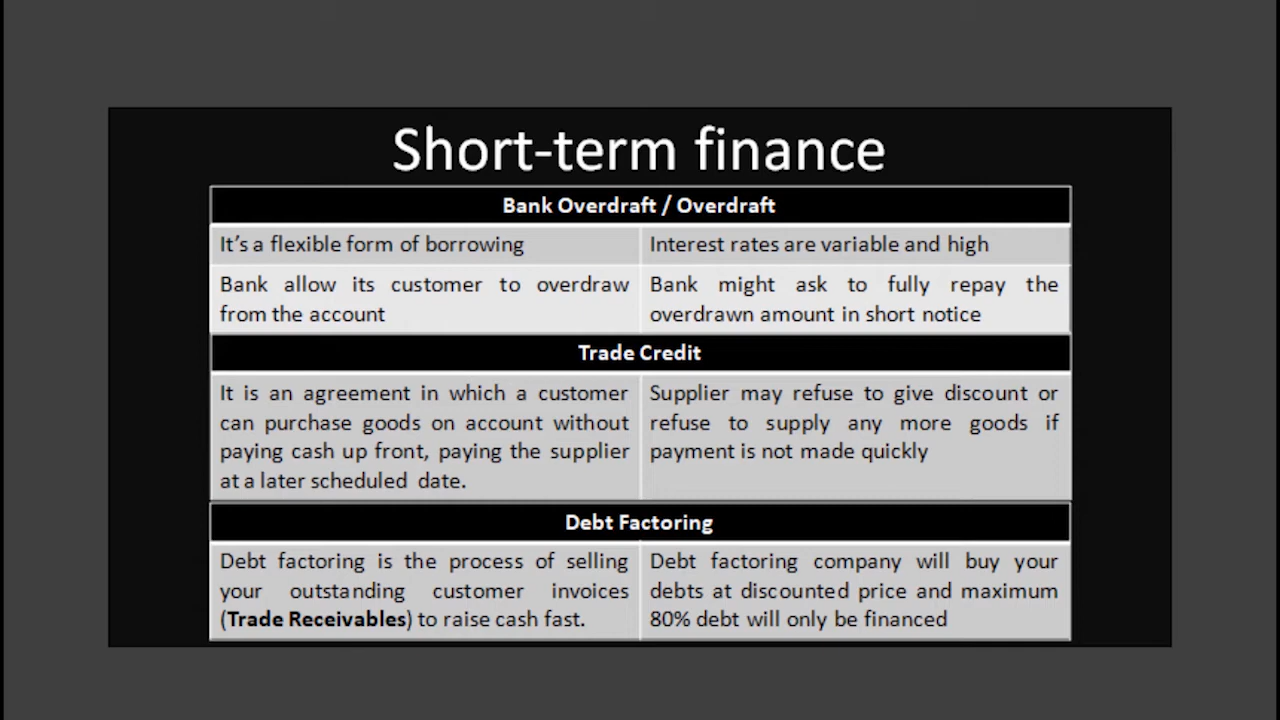 Short-term finance
Bank Overdraft / Overdraft
It's a flexible form of borrowing
Interest rates are variable and high
Bank allow its customer to overdraw
from the account
Bank might ask to fully repay the
overdrawn amount in short notice
Trade Credit
It is an agreement in which a customer
can purchase goods on account without
paying cash up front, paying the supplier
at a later scheduled date.
Supplier may refuse to give discount or
refuse to supply any more goods if
payment is not made quickly
Debt Factoring
Debt factoring is the process of selling
your outstanding customer invoices
(Trade Receivables) to raise cash fast.
Debt factoring company will buy your
debts at discounted price and maximum
80% debt will only be financed